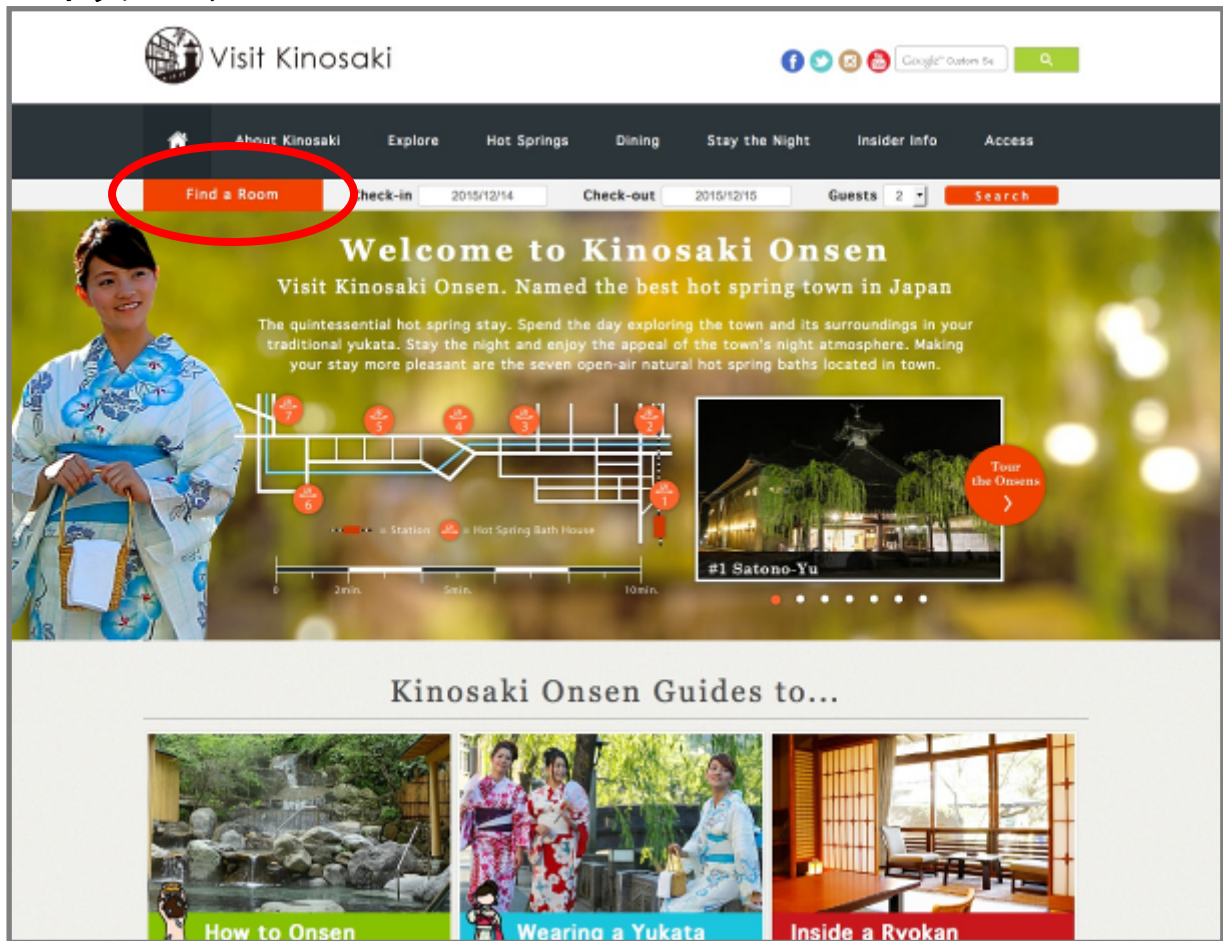 Visit Kinosaki
f
You Tube
Google™ Custom Se
About Kinosaki Explore Hot Springs Dining Stay the Night Insider Info Access
Find a Room Check-in 2015/12/14 Check-out 2015/12/15 Guests 2 Search
Welcome to Kinosaki Onsen
Visit Kinosaki Onsen. Named the best hot spring town in Japan
The quintessential hot spring stay. Spend the day exploring the town and its surroundings in your
traditional yukata. Stay the night and enjoy the appeal of the town's night atmosphere. Making
your stay more pleasant are the seven open-air natural hot spring baths located in town.
7
5
4
3
2
6
1
= Station = Hot Spring Bath House
0 2min. 5min. 10min.
Tour
the Onsens
#1 Satono-Yu
Kinosaki Onsen Guides to...
How to Onsen
Wearing a Yukata
Inside a Ryokan